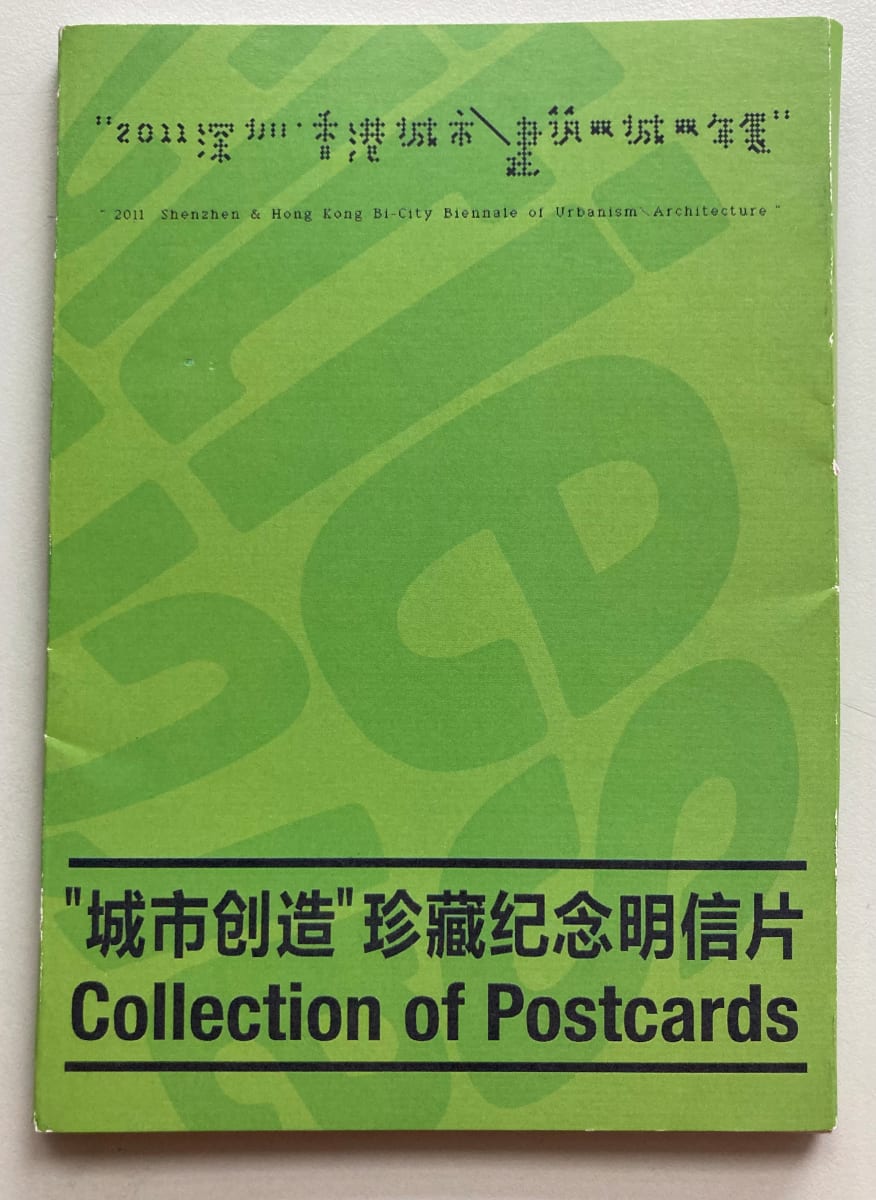 "2011深圳·香港城市\建筑双城双年展"
"2011 Shenzhen & Hong Kong Bi-City Biennale of Urbanism\Architecture"
"城市创造"珍藏纪念明信片
Collection of Postcards